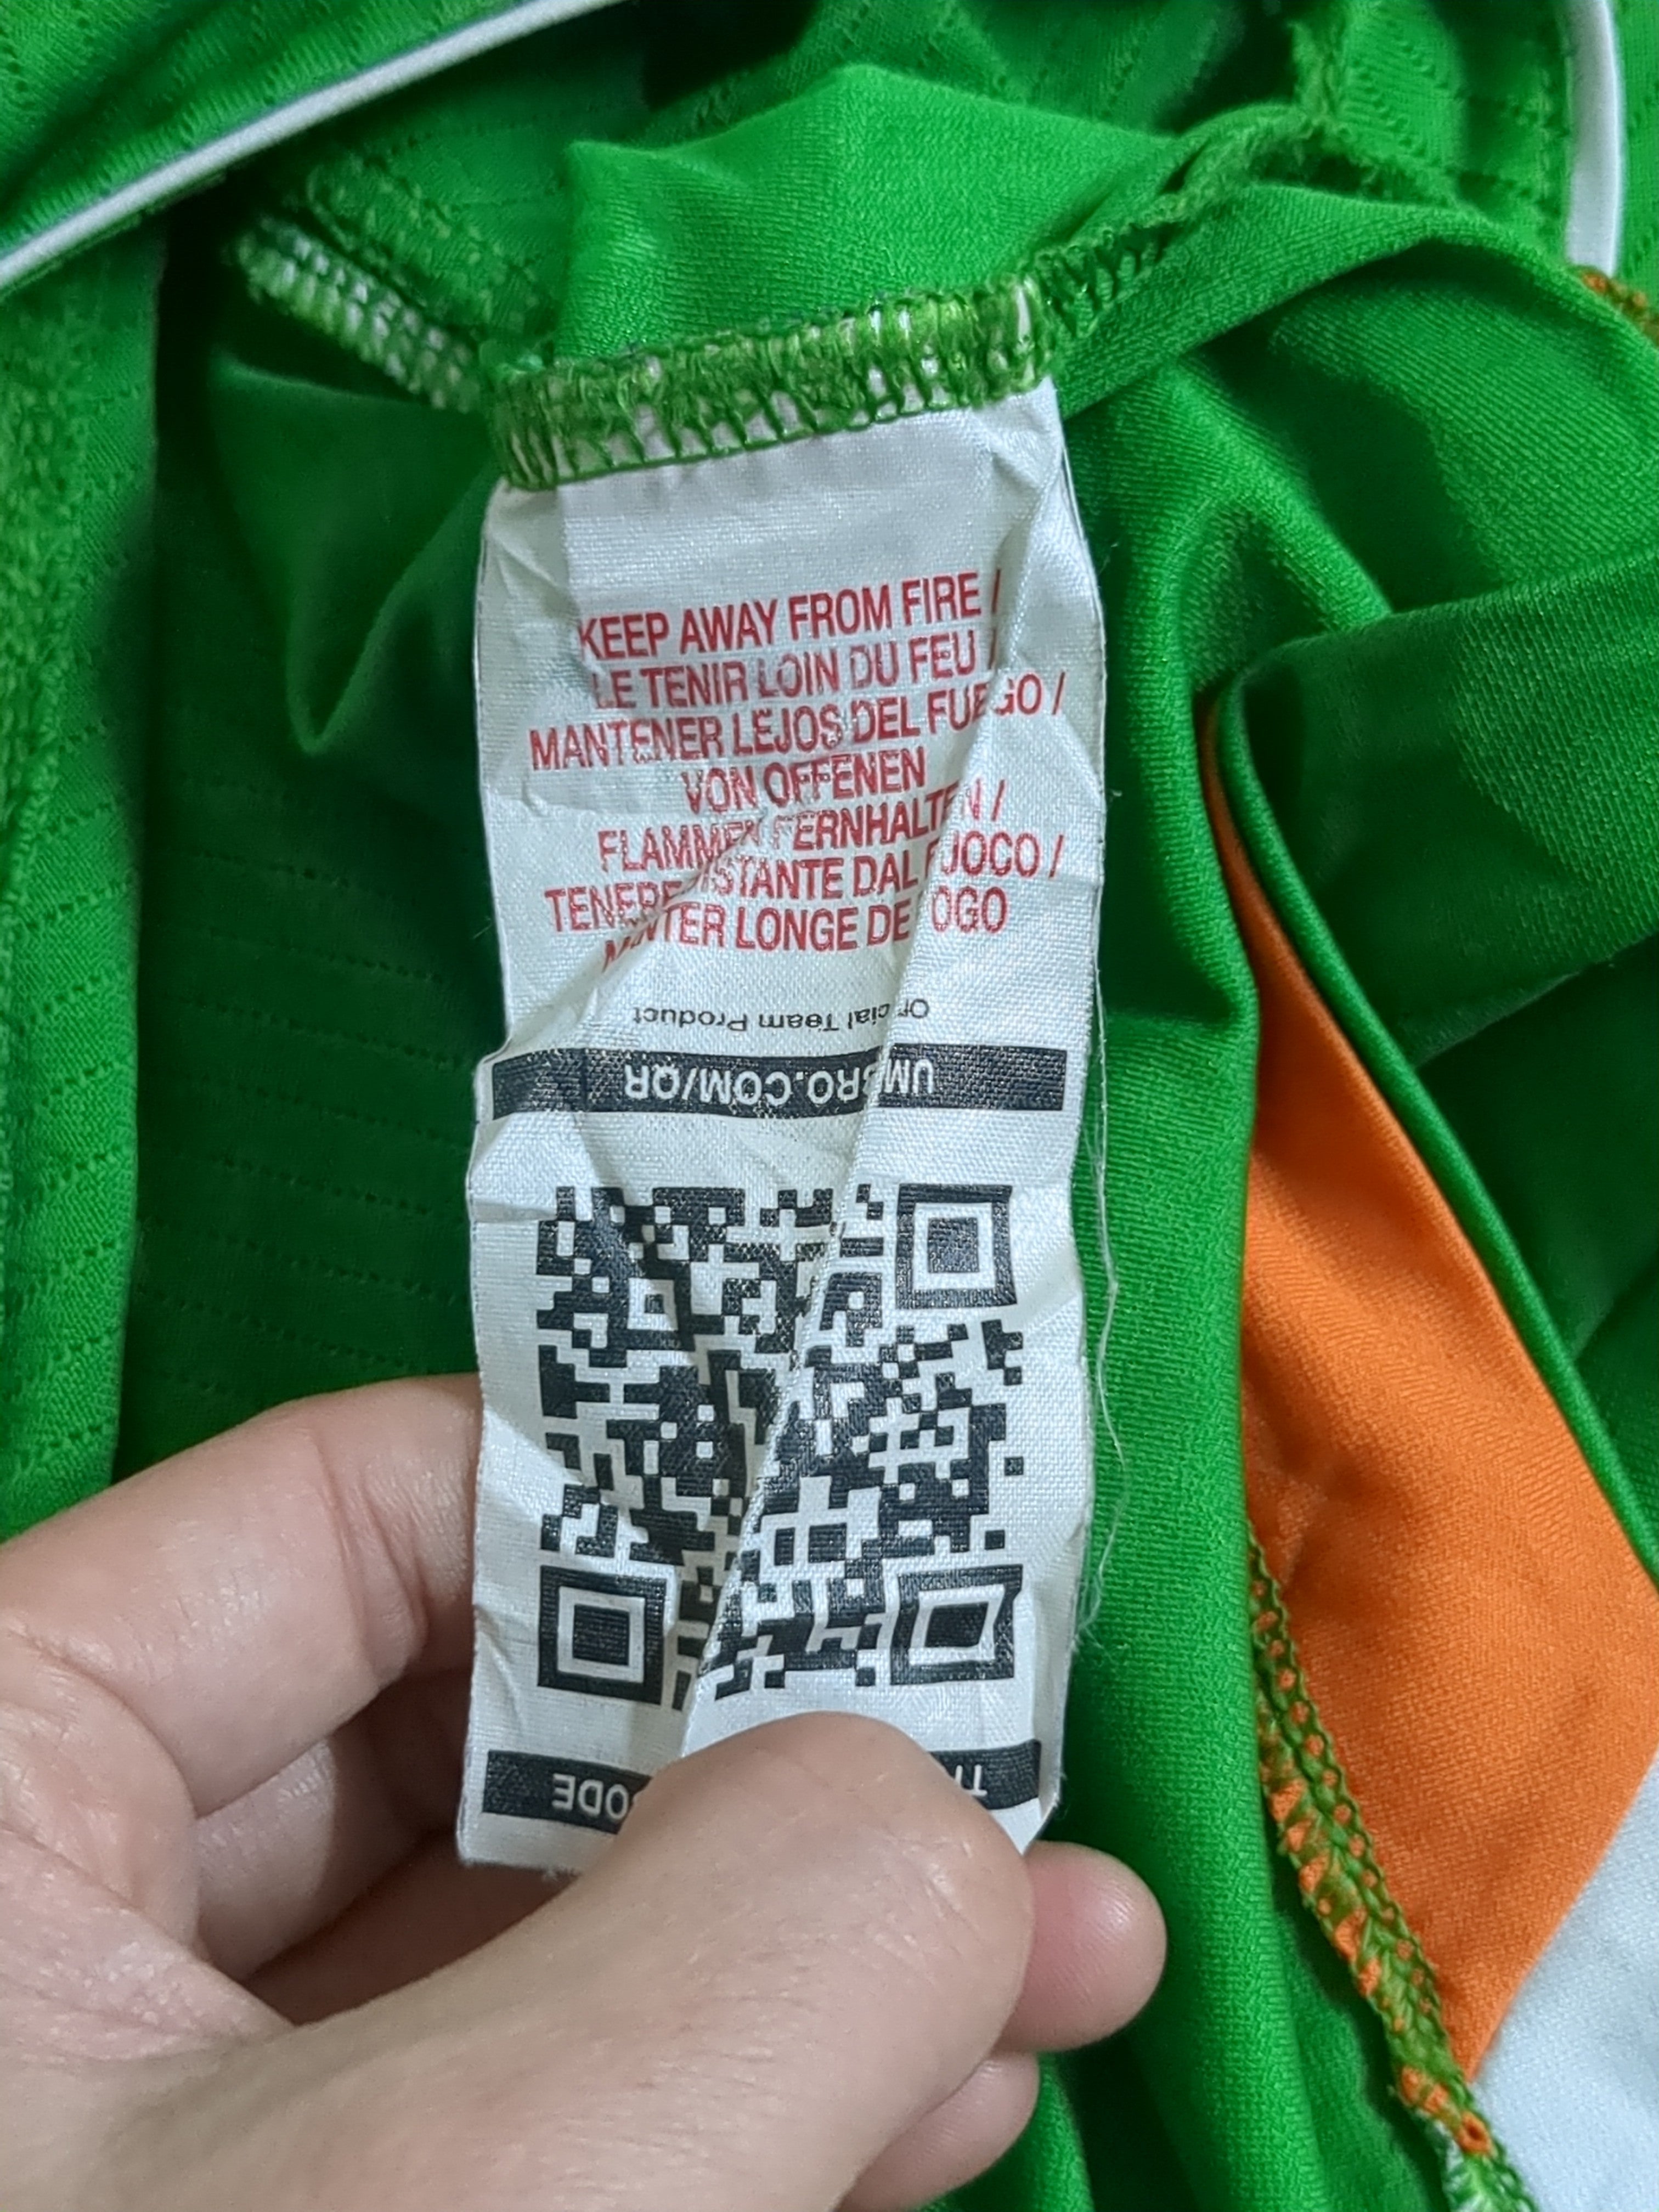 KEEP AWAY FROM FIRE /
LE TENIR LOIN DU FEU /
MANTENER LEJOS DEL FUEGO /
VON OFFENEN
FLAMMEN FERNHALTEN /
TENERE DISTANTE DAL FUOCO /
MANTER LONGE DE FOGO
Official Team Product
UMBRO.COM/QR